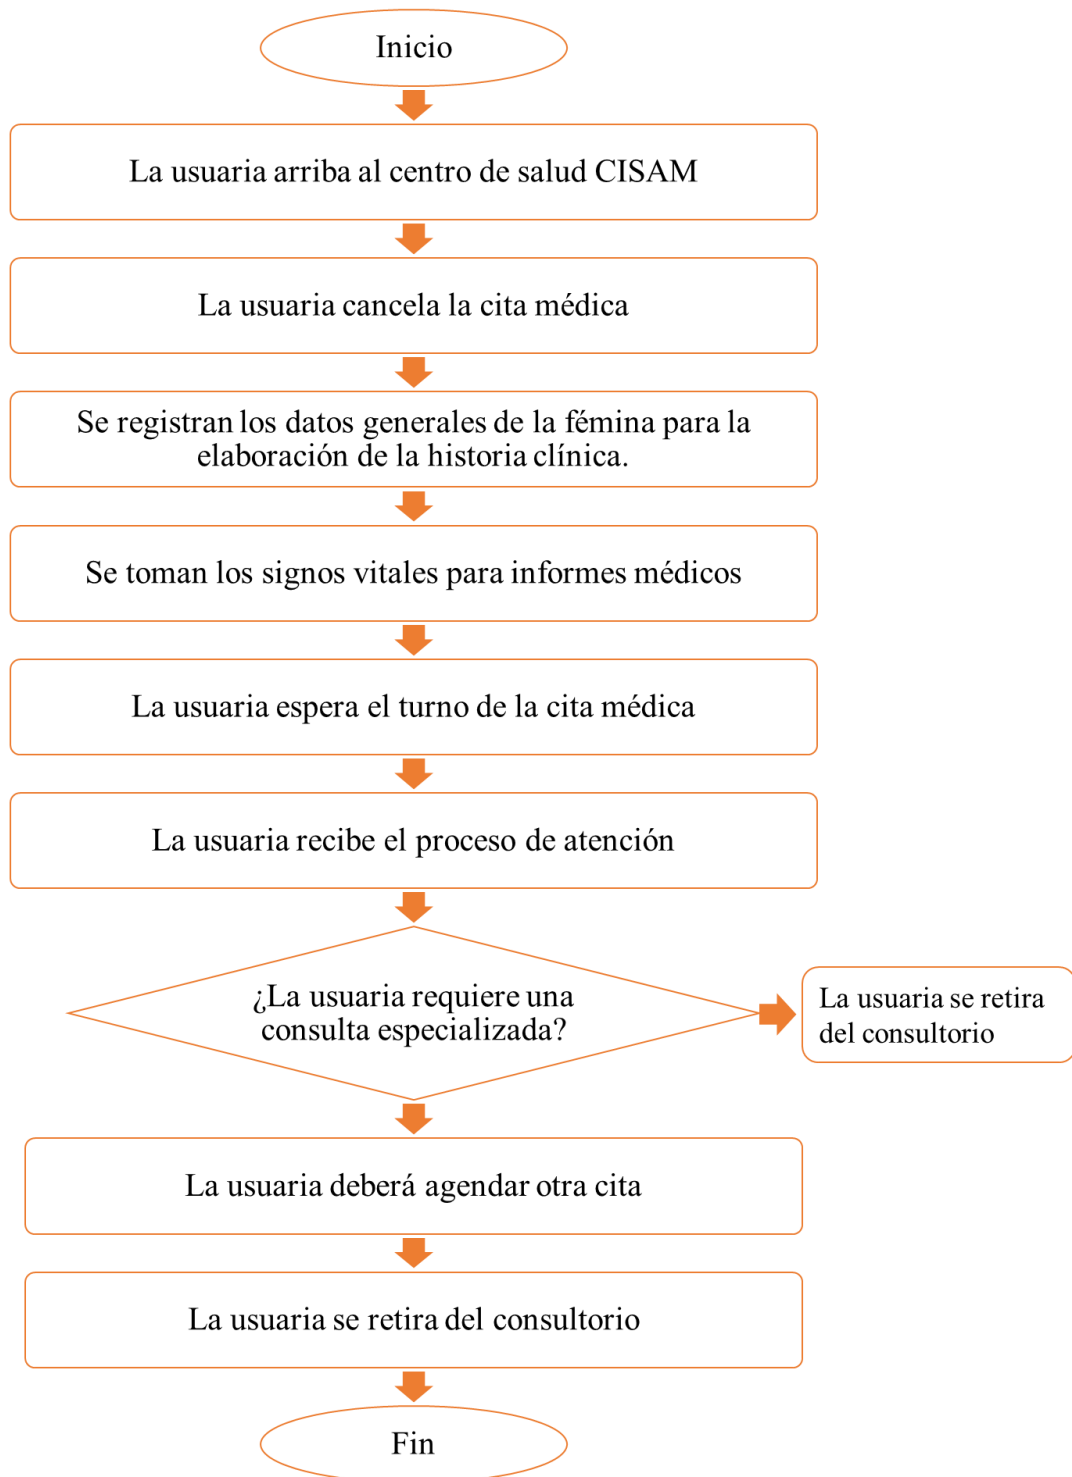 Inicio
La usuaria arriba al centro de salud CISAM
La usuaria cancela la cita médica
Se registran los datos generales de la fémina para la
elaboración de la historia clínica.
Se toman los signos vitales para informes médicos
La usuaria espera el turno de la cita médica
La usuaria recibe el proceso de atención
¿La usuaria requiere una
consulta especializada?
La usuaria se retira
del consultorio
La usuaria deberá agendar otra cita
La usuaria se retira del consultorio
Fin